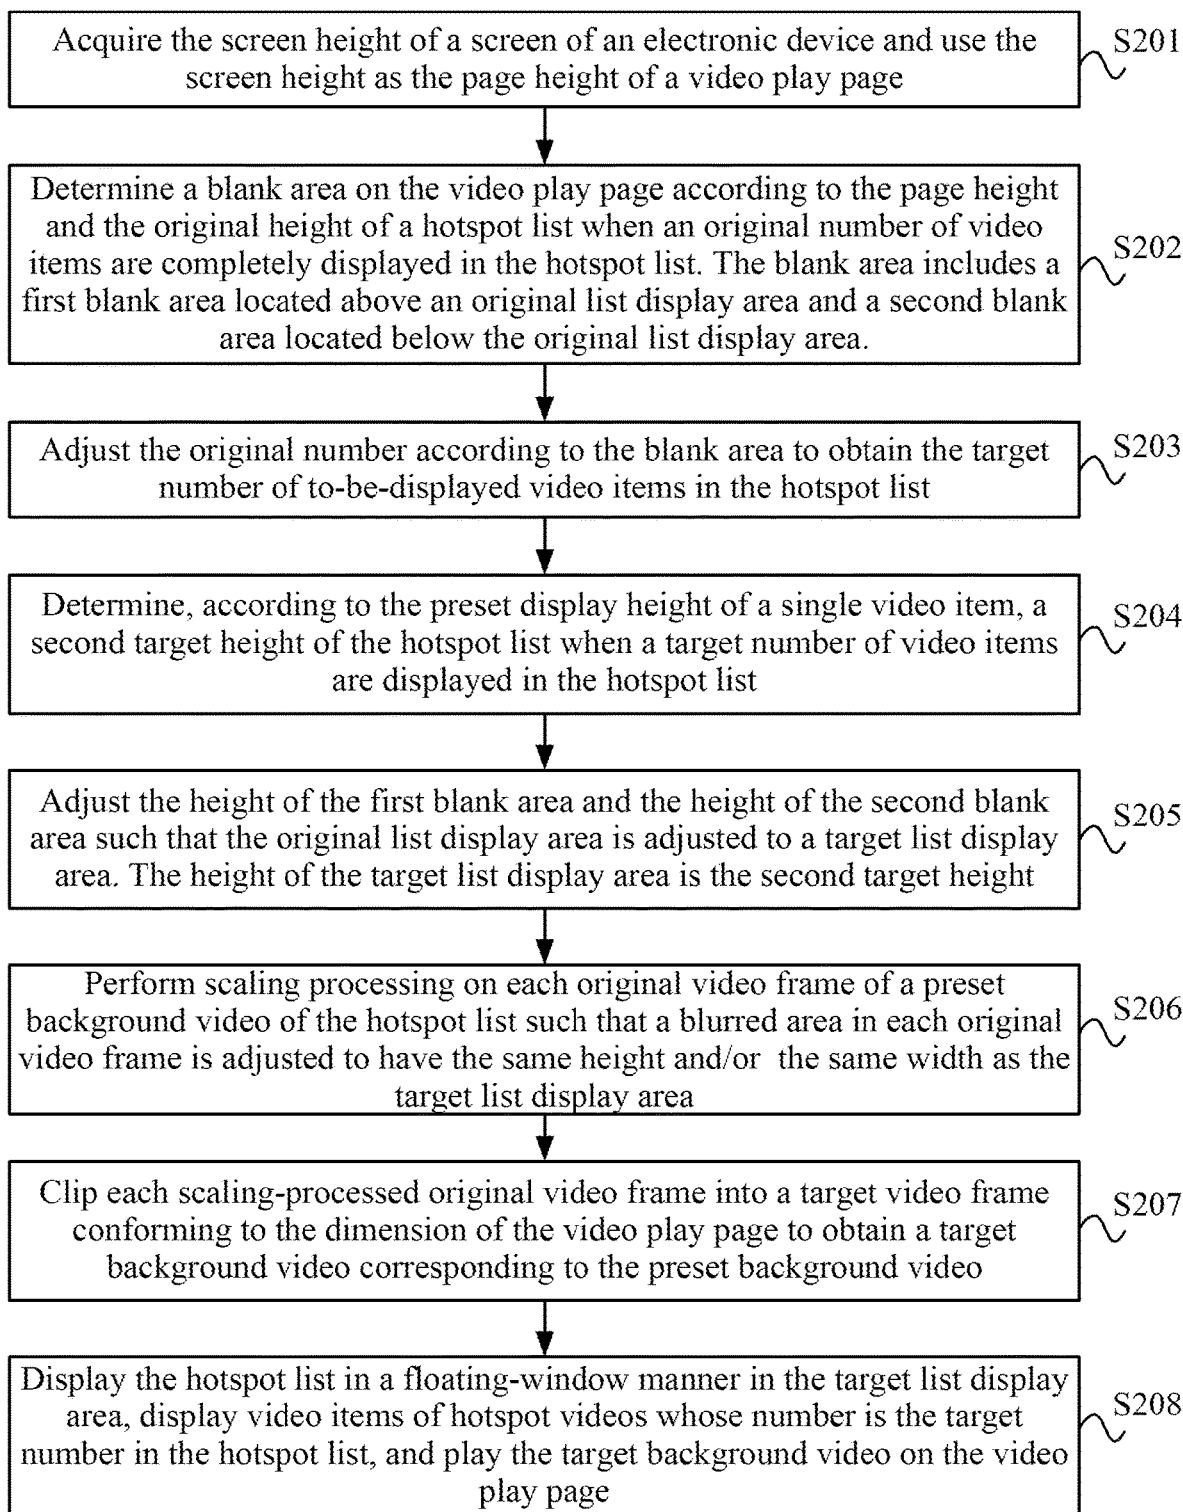 Acquire the screen height of a screen of an electronic device and use the
screen height as the page height of a video play page
S201
Determine a blank area on the video play page according to the page height
and the original height of a hotspot list when an original number of video
items are completely displayed in the hotspot list. The blank area includes a
first blank area located above an original list display area and a second blank
area located below the original list display area.
S202
Adjust the original number according to the blank area to obtain the target
number of to-be-displayed video items in the hotspot list
S203
Determine, according to the preset display height of a single video item, a
second target height of the hotspot list when a target number of video items
are displayed in the hotspot list
S204
Adjust the height of the first blank area and the height of the second blank
area such that the original list display area is adjusted to a target list display
area. The height of the target list display area is the second target height
S205
Perform scaling processing on each original video frame of a preset
background video of the hotspot list such that a blurred area in each original
video frame is adjusted to have the same height and/or the same width as the
target list display area
S206
Clip each scaling-processed original video frame into a target video frame
conforming to the dimension of the video play page to obtain a target
background video corresponding to the preset background video
S207
Display the hotspot list in a floating-window manner in the target list display
area, display video items of hotspot videos whose number is the target
number in the hotspot list, and play the target background video on the video
play page
S208